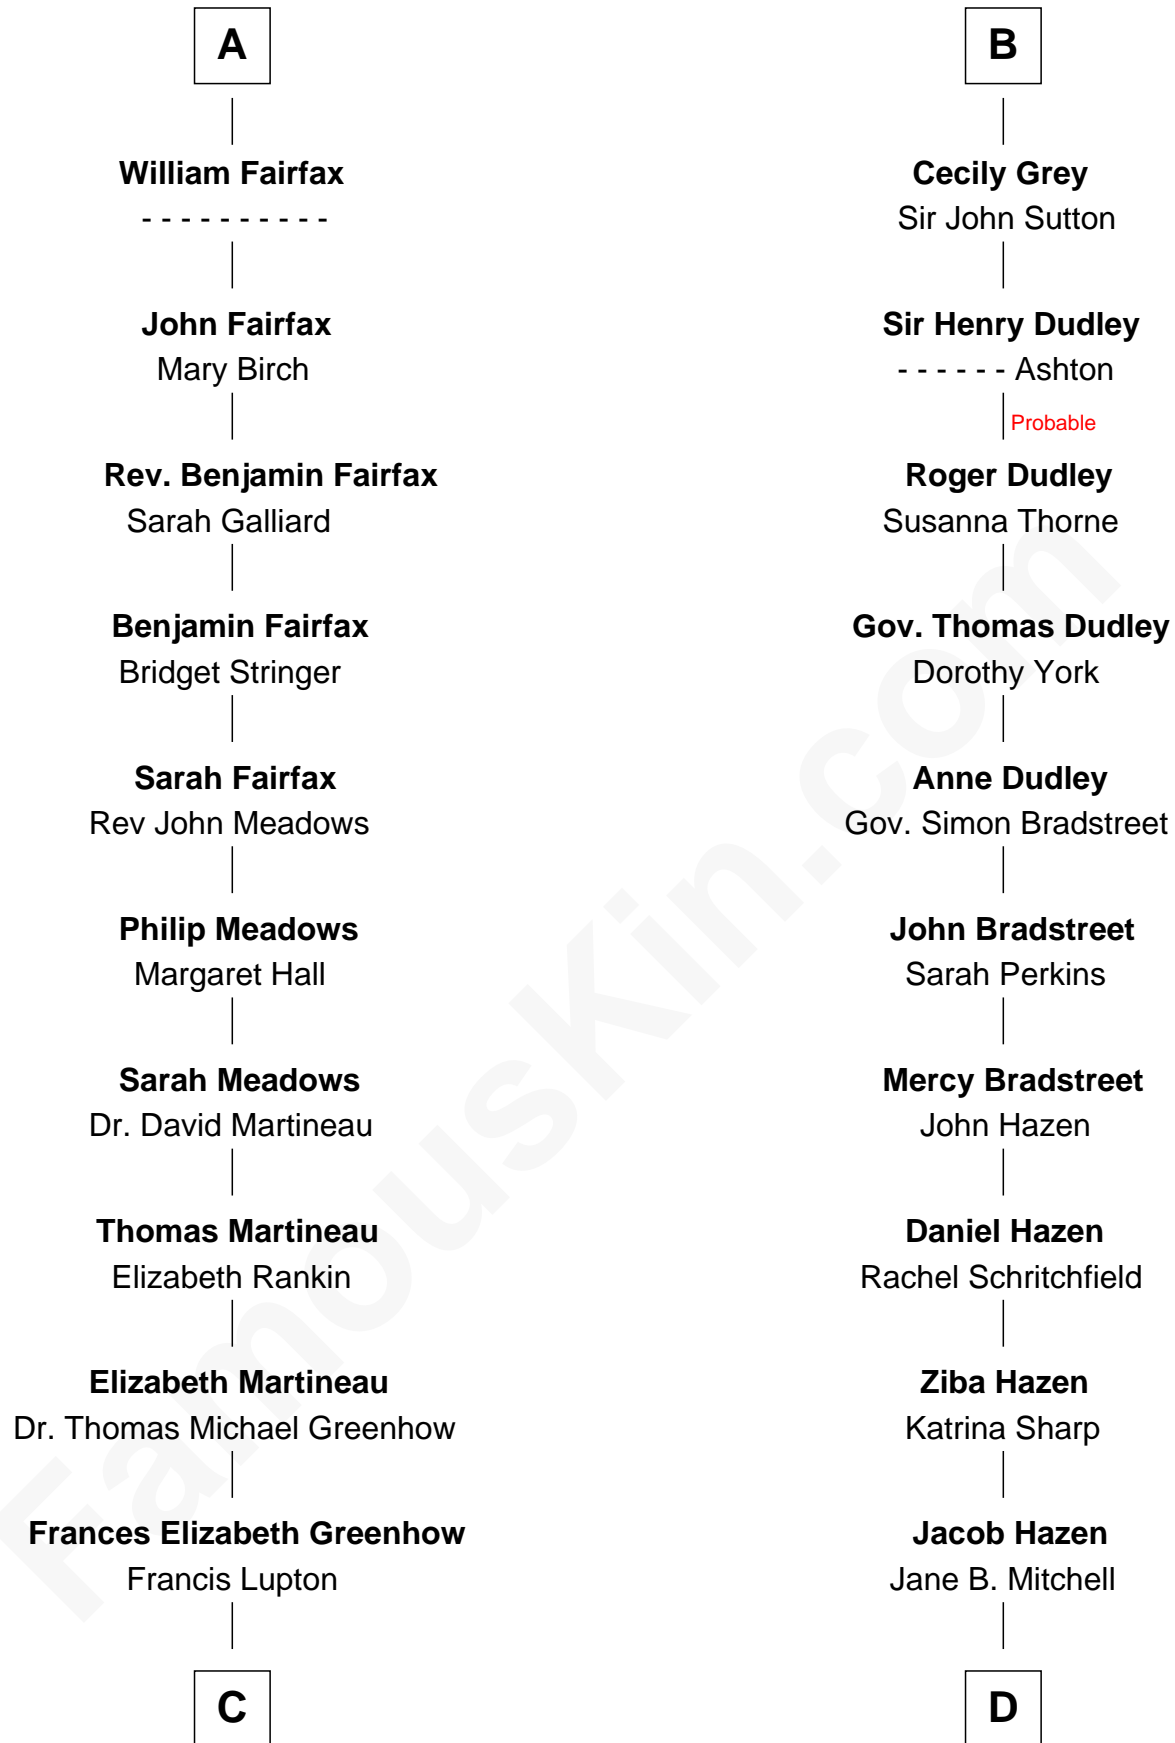 A
William Fairfax
- - - - - - - - - -
John Fairfax
Mary Birch
Rev. Benjamin Fairfax
Sarah Galliard
Benjamin Fairfax
Bridget Stringer
Sarah Fairfax
Rev John Meadows
Philip Meadows
Margaret Hall
Sarah Meadows
Dr. David Martineau
Thomas Martineau
Elizabeth Rankin
Elizabeth Martineau
Dr. Thomas Michael Greenhow
Frances Elizabeth Greenhow
Francis Lupton
C
B
Cecily Grey
Sir John Sutton
Sir Henry Dudley
- - - - - - Ashton
Probable
Roger Dudley
Susanna Thorne
Gov. Thomas Dudley
Dorothy York
Anne Dudley
Gov. Simon Bradstreet
John Bradstreet
Sarah Perkins
Mercy Bradstreet
John Hazen
Daniel Hazen
Rachel Schritchfield
Ziba Hazen
Katrina Sharp
Jacob Hazen
Jane B. Mitchell
D
FamousKin.com